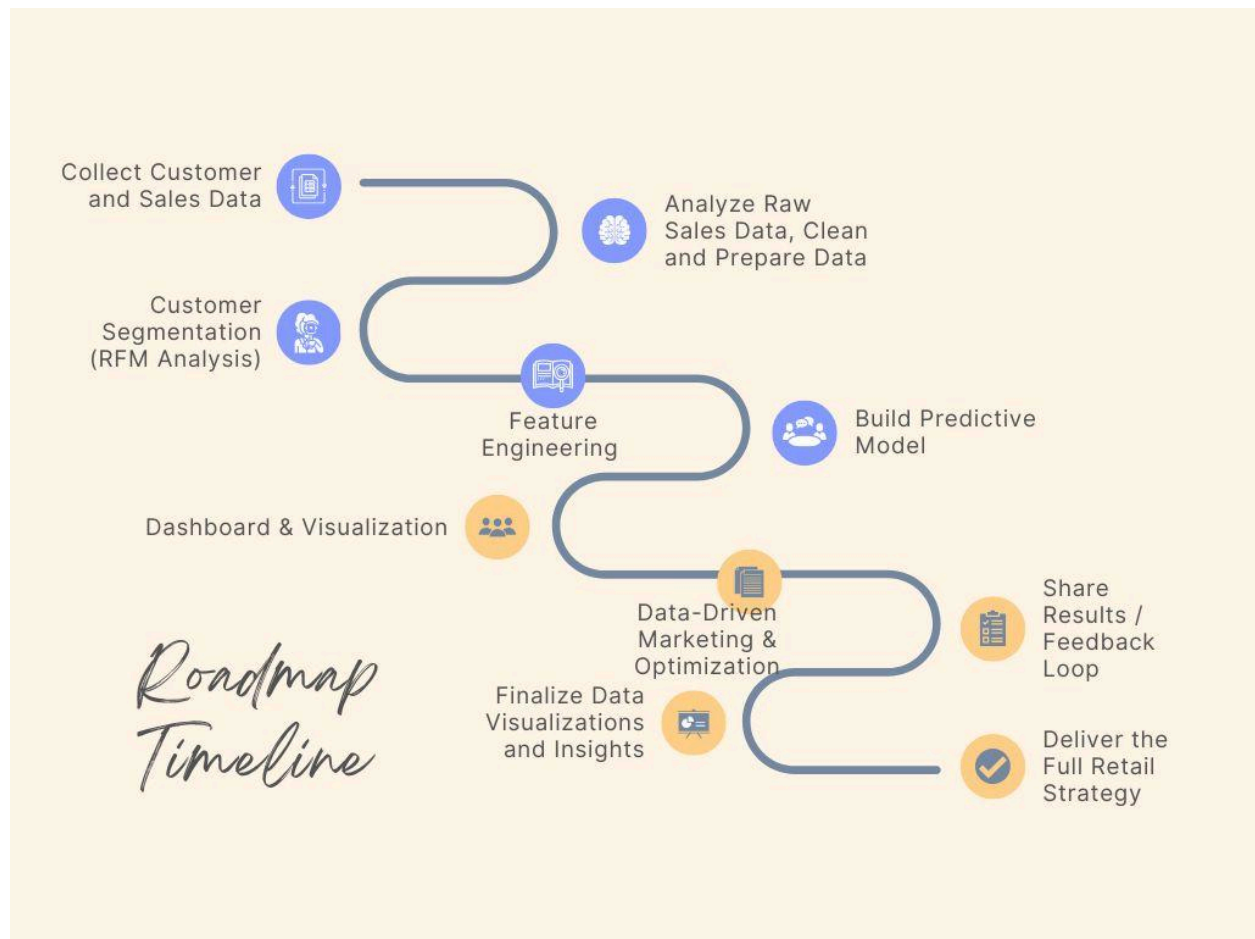 Collect Customer
and Sales Data
Analyze Raw
Sales Data, Clean
and Prepare Data
Customer
Segmentation
(RFM Analysis)
Feature
Engineering
Build Predictive
Model
Dashboard & Visualization
Data-Driven
Marketing &
Optimization
Share
Results /
Feedback
Loop
Finalize Data
Visualizations
and Insights
Deliver the
Full Retail
Strategy
Roadmap
Timeline